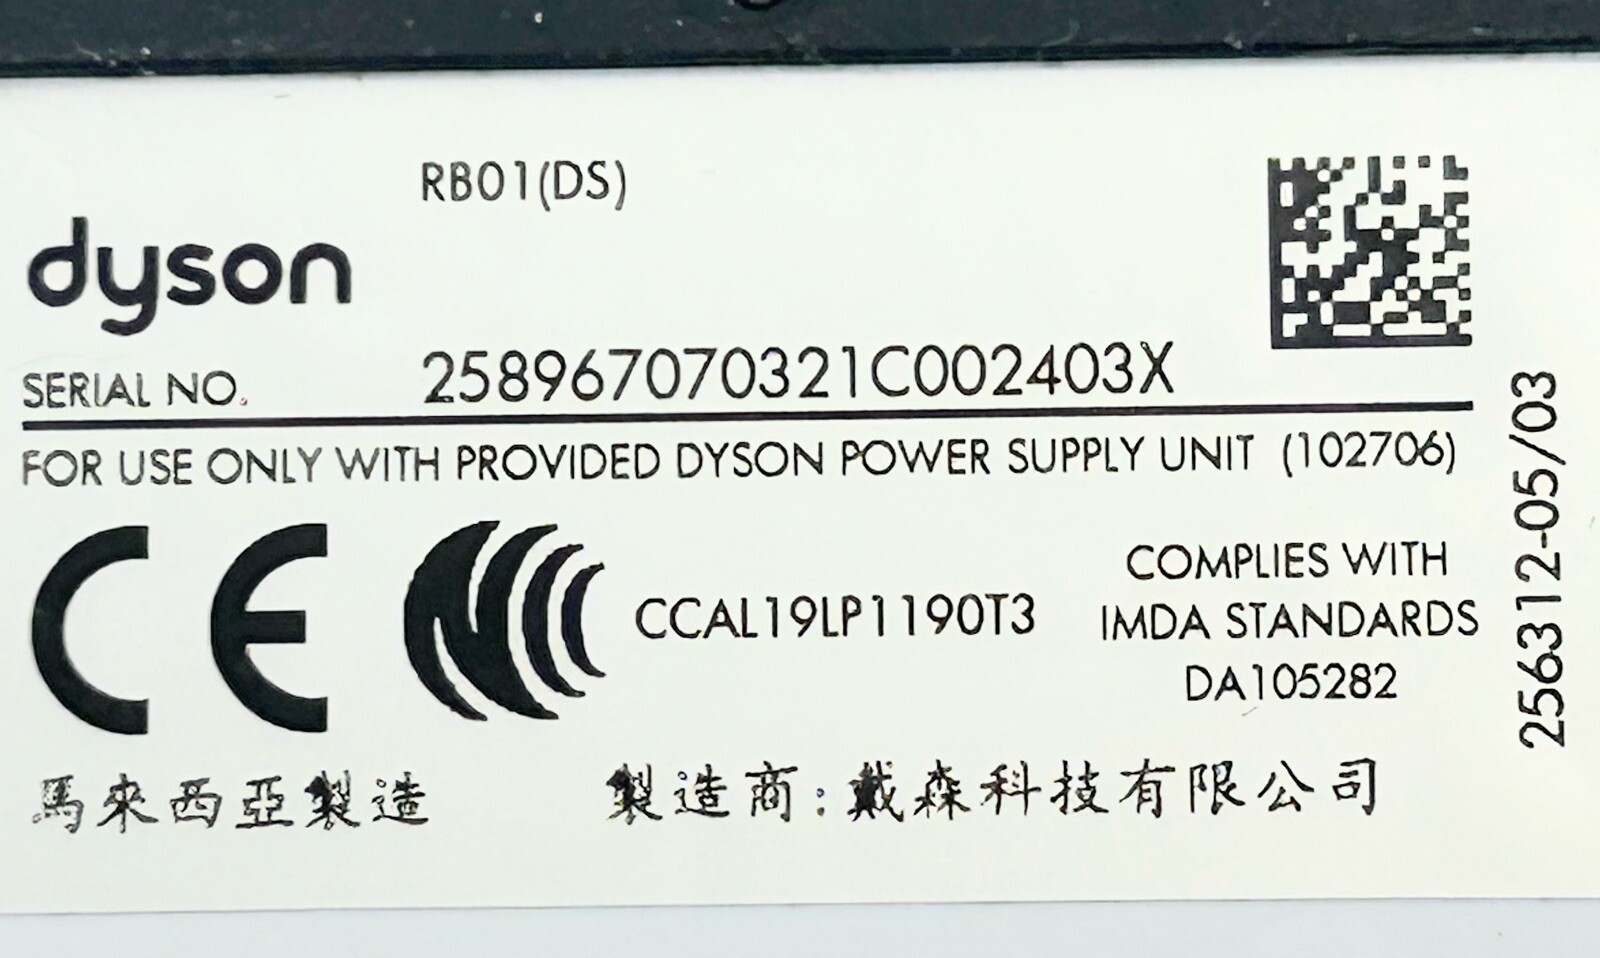 RB01(DS)
dyson
SERIAL NO. 258967070321C002403X
FOR USE ONLY WITH PROVIDED DYSON POWER SUPPLY UNIT (102706)
CE
CCAL19LP1190T3
COMPLIES WITH
IMDA STANDARDS
DA105282
馬來西亞製造
製造商:戴森科技有限公司
256312-05/03